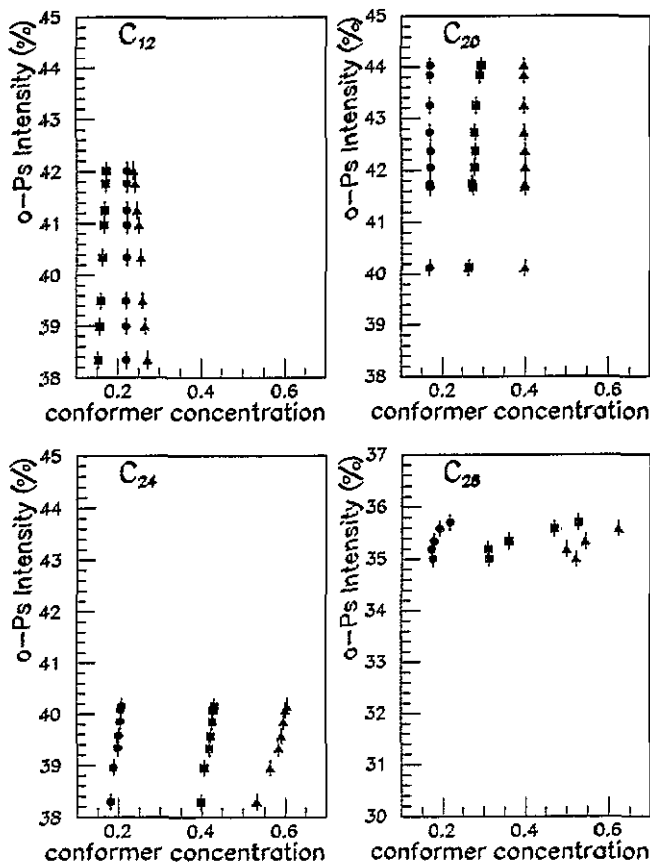 C12
45
44
43
42
41
40
39
38
o-Ps Intensity (%)
0.2 0.4 0.6
conformer concentration
C20
45
44
43
42
41
40
39
38
o-Ps Intensity (%)
0.2 0.4 0.6
conformer concentration
C24
45
44
43
42
41
40
39
38
o-Ps Intensity (%)
0.2 0.4 0.6
conformer concentration
C28
37
36
35
34
33
32
31
30
o-Ps Intensity (%)
0.2 0.4 0.6
conformer concentration